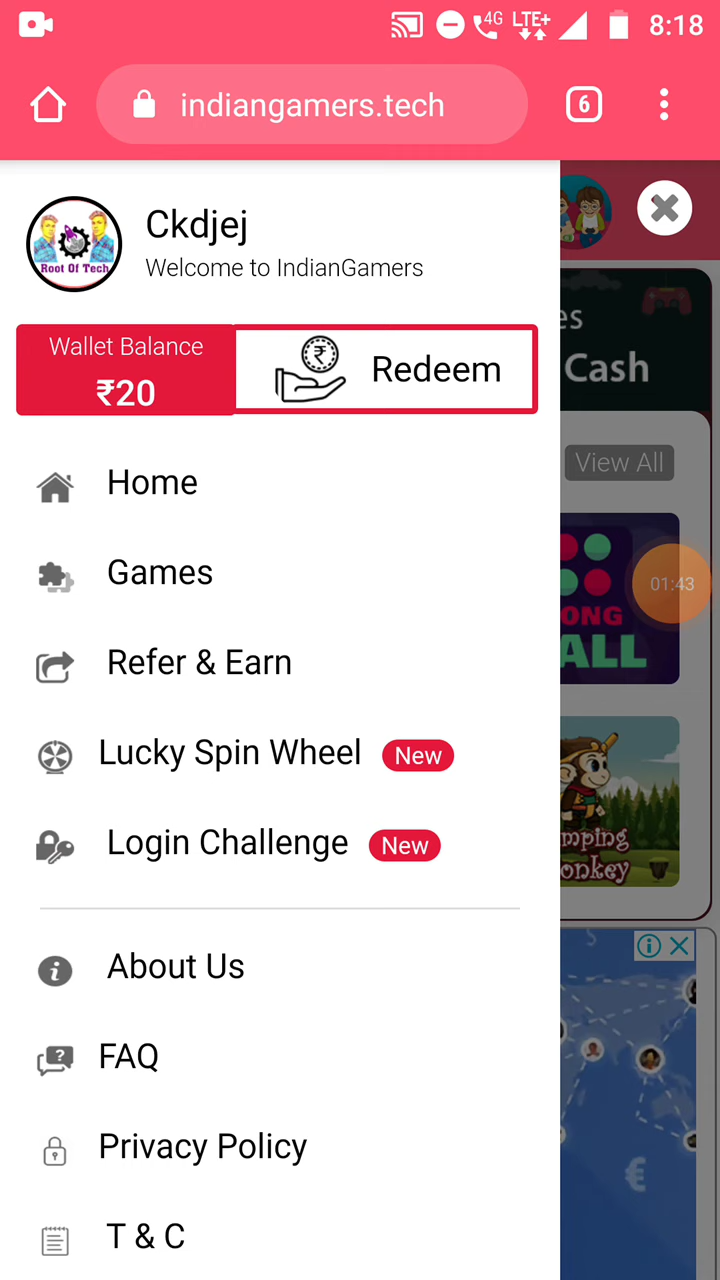 4G LTE+ 8:18
indiangamers.tech
6
Ckdjej
Welcome to IndianGamers
Root Of Tech
Wallet Balance
₹20
₹
Redeem
es
Cash
Home
View All
Games
01:43
ONG
ALL
Refer & Earn
Lucky Spin Wheel New
Login Challenge New
mping
onkey
About Us
FAQ
?
Privacy Policy
€
T & C